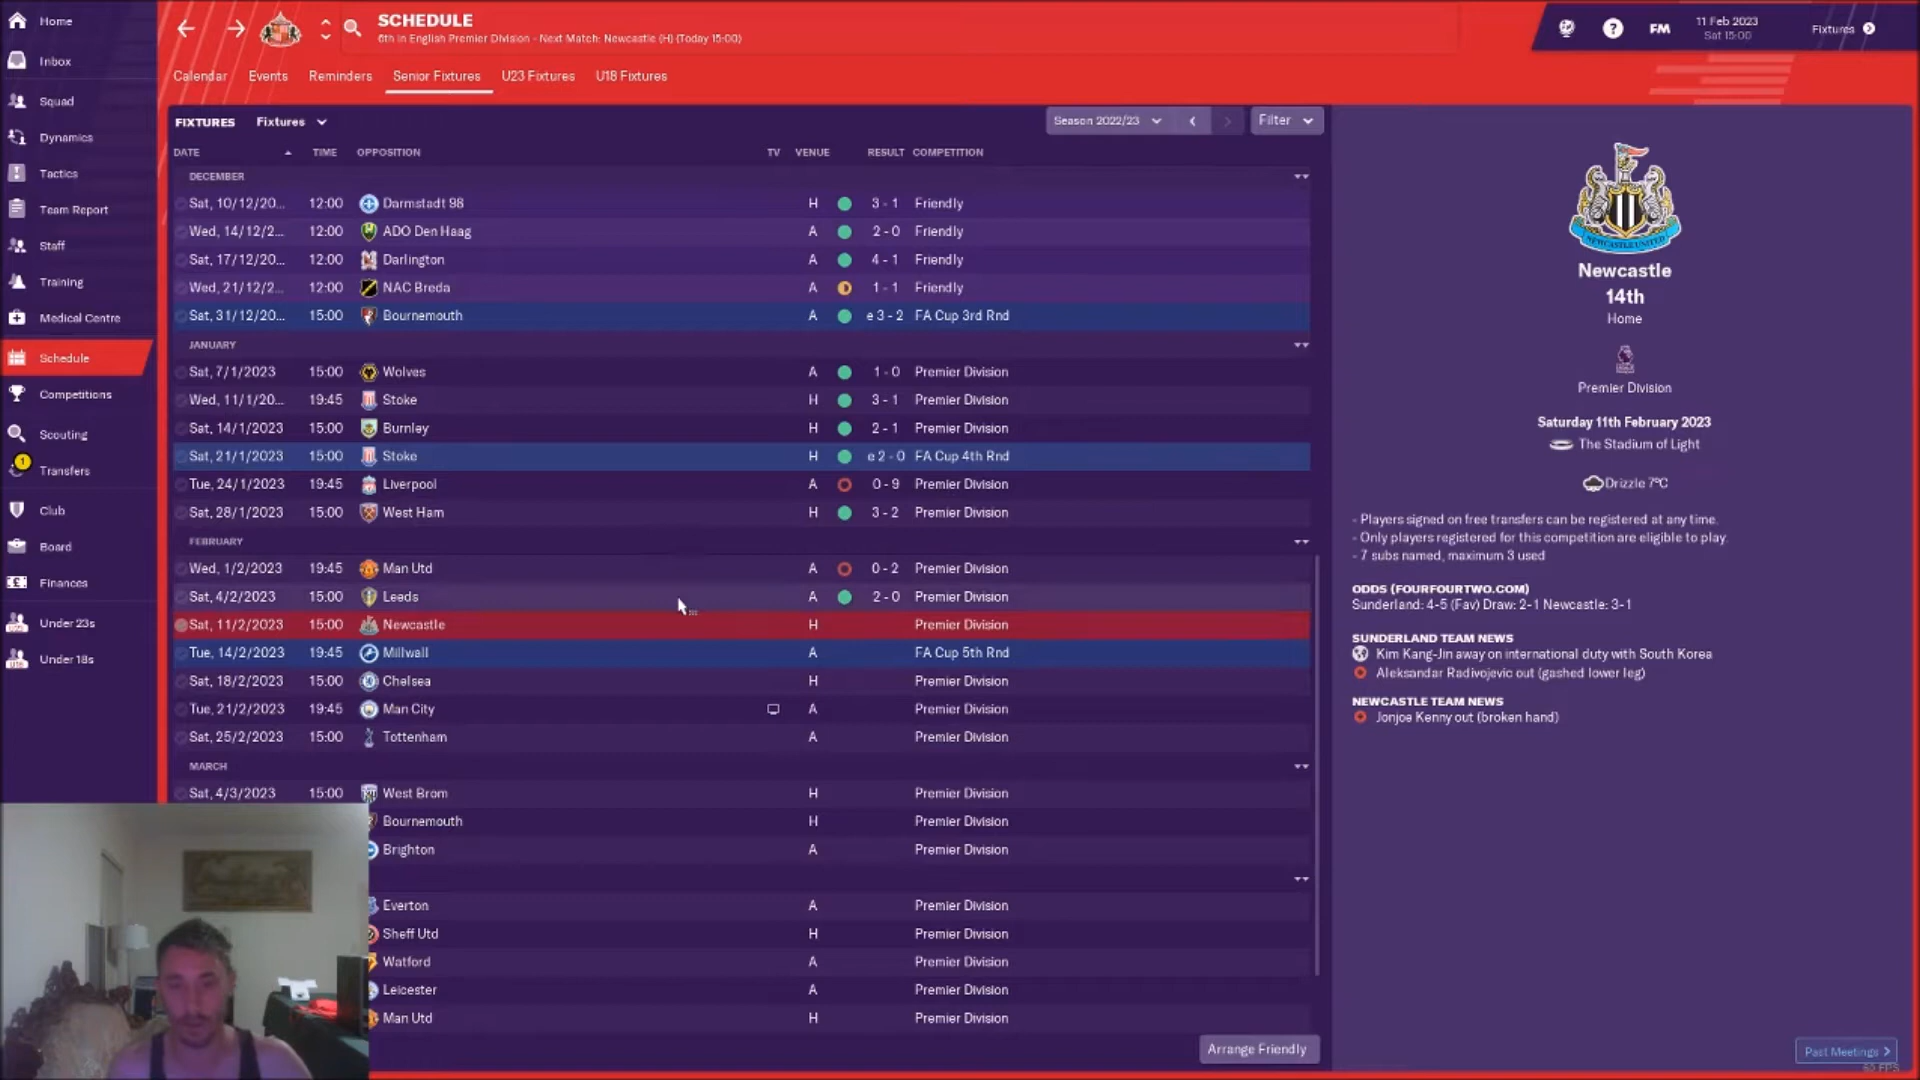 Home
Inbox
Squad
Dynamics
Tactics
Team Report
Staff
Training
Medical Centre
Schedule
Competitions
Scouting
1
Transfers
Club
Board
Finances
Under 23s
Under 18s
SCHEDULE
6th in English Premier Division - Next Match: Newcastle (H) (Today 15:00)
? FM 11 Feb 2023
Sat 15:00
Fixtures
Calendar Events Reminders Senior Fixtures U23 Fixtures U18 Fixtures
FIXTURES Fixtures Season 2022/23 Filter
DATE TIME OPPOSITION TV VENUE RESULT COMPETITION
DECEMBER
Sat, 10/12/20... 12:00 Darmstadt 98 H 3 - 1 Friendly
Wed, 14/12/2... 12:00 ADO Den Haag A 2 - 0 Friendly
Sat, 17/12/20... 12:00 Darlington A 4 - 1 Friendly
Wed, 21/12/2... 12:00 NAC Breda A 1 - 1 Friendly
Sat, 31/12/20... 15:00 Bournemouth A e 3 - 2 FA Cup 3rd Rnd
JANUARY
Sat, 7/1/2023 15:00 Wolves A 1 - 0 Premier Division
Wed, 11/1/20... 19:45 Stoke H 3 - 1 Premier Division
Sat, 14/1/2023 15:00 Burnley H 2 - 1 Premier Division
Sat, 21/1/2023 15:00 Stoke H e 2 - 0 FA Cup 4th Rnd
Tue, 24/1/2023 19:45 Liverpool A 0 - 9 Premier Division
Sat, 28/1/2023 15:00 West Ham H 3 - 2 Premier Division
FEBRUARY
Wed, 1/2/2023 19:45 Man Utd A 0 - 2 Premier Division
Sat, 4/2/2023 15:00 Leeds A 2 - 0 Premier Division
Sat, 11/2/2023 15:00 Newcastle H Premier Division
Tue, 14/2/2023 19:45 Millwall A FA Cup 5th Rnd
Sat, 18/2/2023 15:00 Chelsea H Premier Division
Tue, 21/2/2023 19:45 Man City A Premier Division
Sat, 25/2/2023 15:00 Tottenham A Premier Division
MARCH
Sat, 4/3/2023 15:00 West Brom H Premier Division
Bournemouth H Premier Division
Brighton A Premier Division
Everton A Premier Division
Sheff Utd H Premier Division
Watford A Premier Division
Leicester A Premier Division
Man Utd H Premier Division
Arrange Friendly
NEWCASTLE UNITED
Newcastle
14th
Home
Premier Division
Saturday 11th February 2023
The Stadium of Light
Drizzle 7°C
- Players signed on free transfers can be registered at any time.
- Only players registered for this competition are eligible to play.
- 7 subs named, maximum 3 used
ODDS (FOURFOURTWO.COM)
Sunderland: 4-5 (Fav) Draw: 2-1 Newcastle: 3-1
SUNDERLAND TEAM NEWS
Kim Kang-Jin away on international duty with South Korea
Aleksandar Radivojevic out (gashed lower leg)
NEWCASTLE TEAM NEWS
Jonjoe Kenny out (broken hand)
Past Meetings
60 FPS